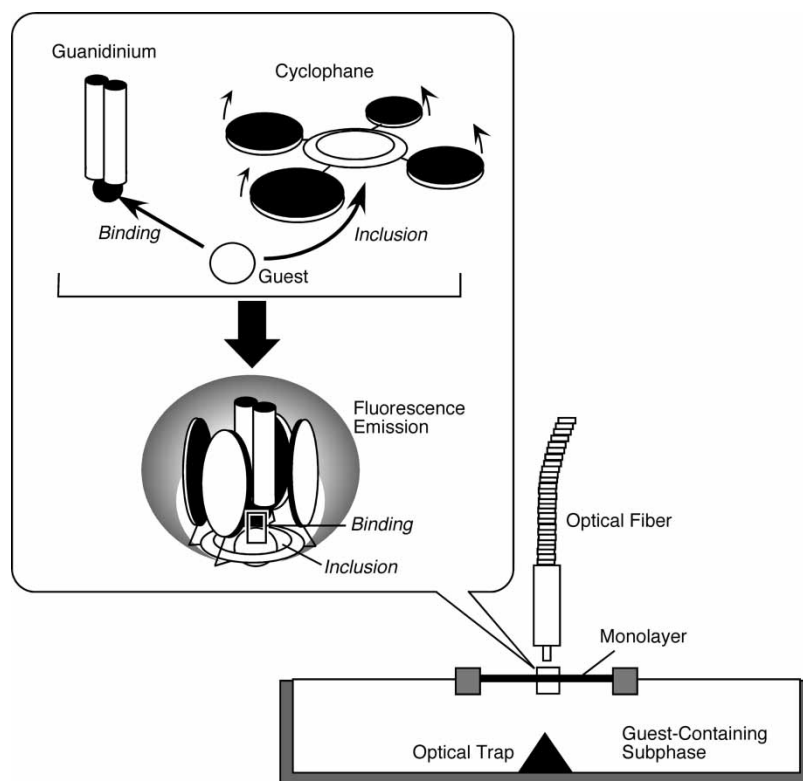 Guanidinium
Cyclophane
Binding
Inclusion
Guest
Fluorescence
Emission
Binding
Inclusion
Optical Fiber
Monolayer
Optical Trap
Guest-Containing
Subphase